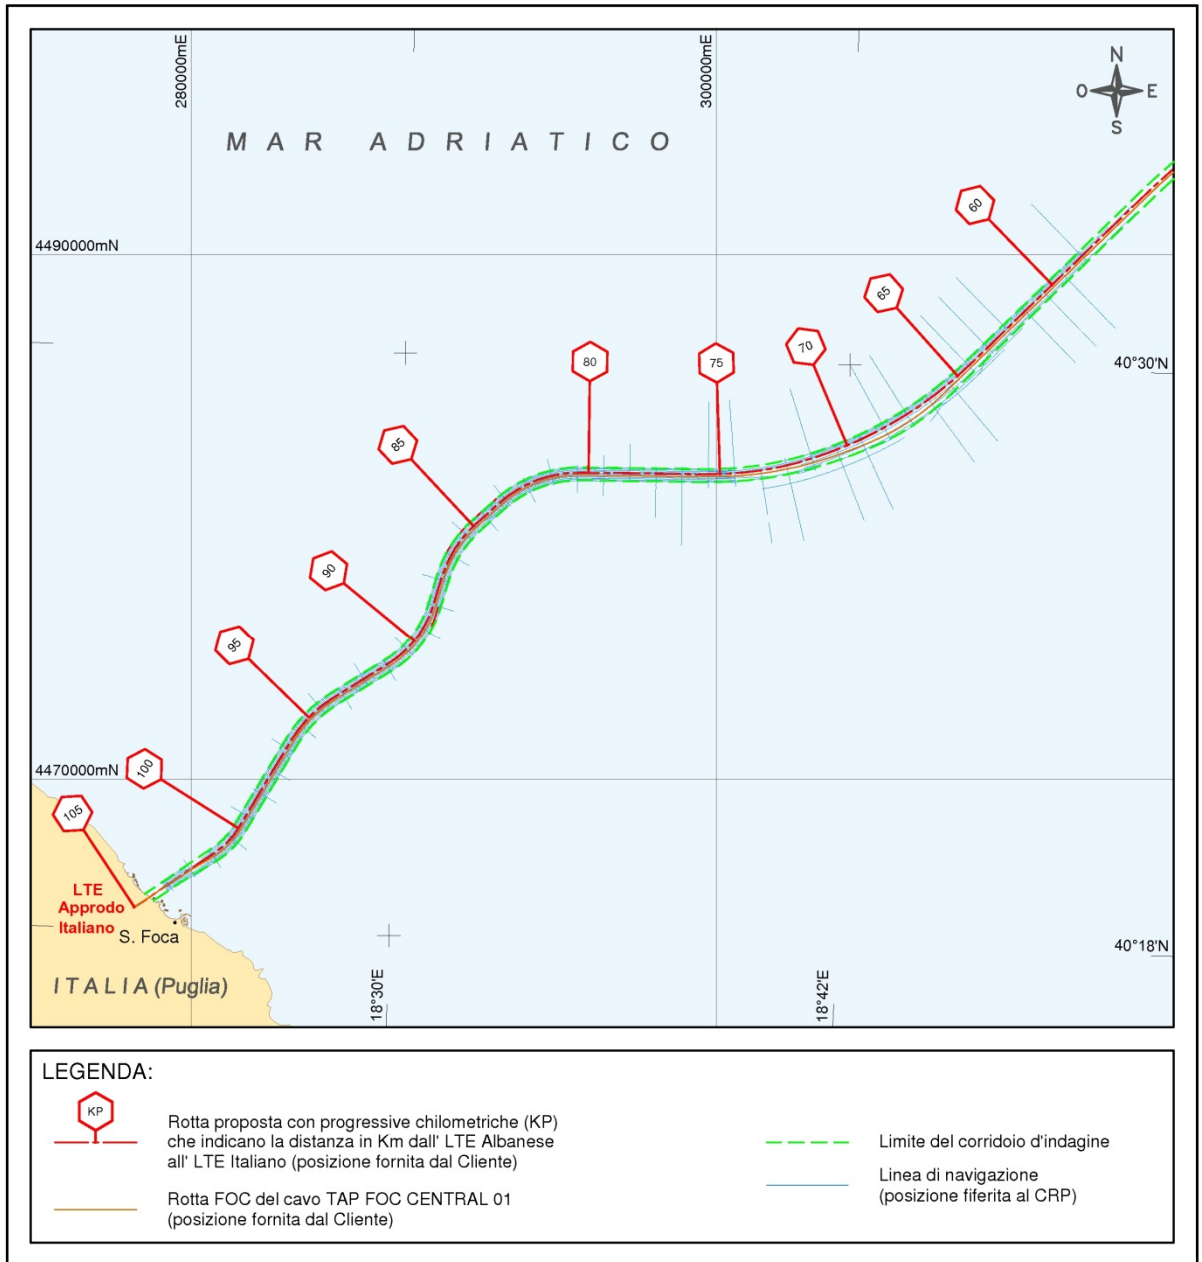 280000mE
300000mE
N
O
E
S
MAR ADRIATICO
60
4490000mN
65
70
80
75
40°30'N
85
90
95
100
4470000mN
105
LTE
Approdo
Italiano
S. Foca
40°18'N
ITALIA (Puglia)
18°30'E
18°42'E
LEGENDA:
KP
Rotta proposta con progressive chilometriche (KP)
che indicano la distanza in Km dall' LTE Albanese
all' LTE Italiano (posizione fornita dal Cliente)
Rotta FOC del cavo TAP FOC CENTRAL 01
(posizione fornita dal Cliente)
Limite del corridoio d'indagine
Linea di navigazione
(posizione fiferita al CRP)